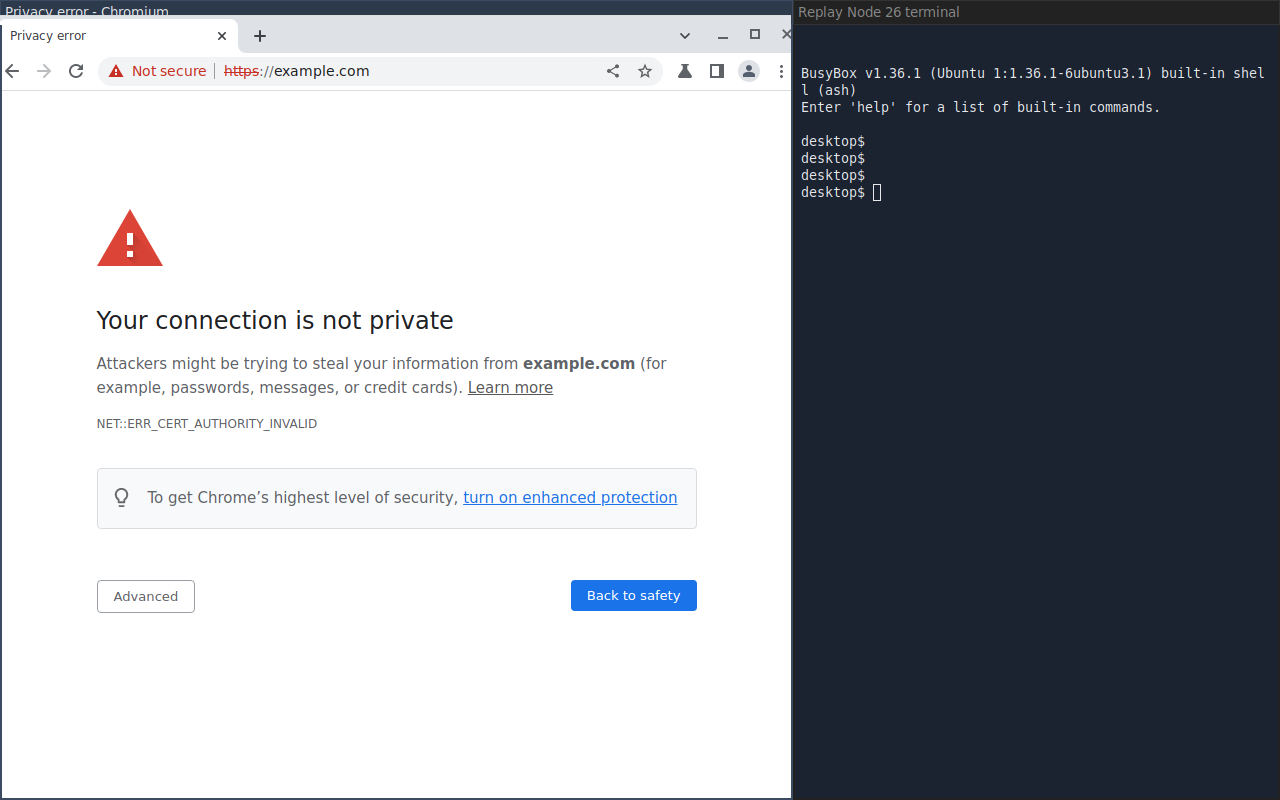 Privacy error - Chromium
Privacy error
Not secure
https://example.com
Your connection is not private
Attackers might be trying to steal your information from example.com (for
example, passwords, messages, or credit cards). Learn more
NET::ERR_CERT_AUTHORITY_INVALID
To get Chrome’s highest level of security, turn on enhanced protection
Advanced
Back to safety
Replay Node 26 terminal
BusyBox v1.36.1 (Ubuntu 1:1.36.1-6ubuntu3.1) built-in shel
l (ash)
Enter 'help' for a list of built-in commands.
desktop$
desktop$
desktop$
desktop$